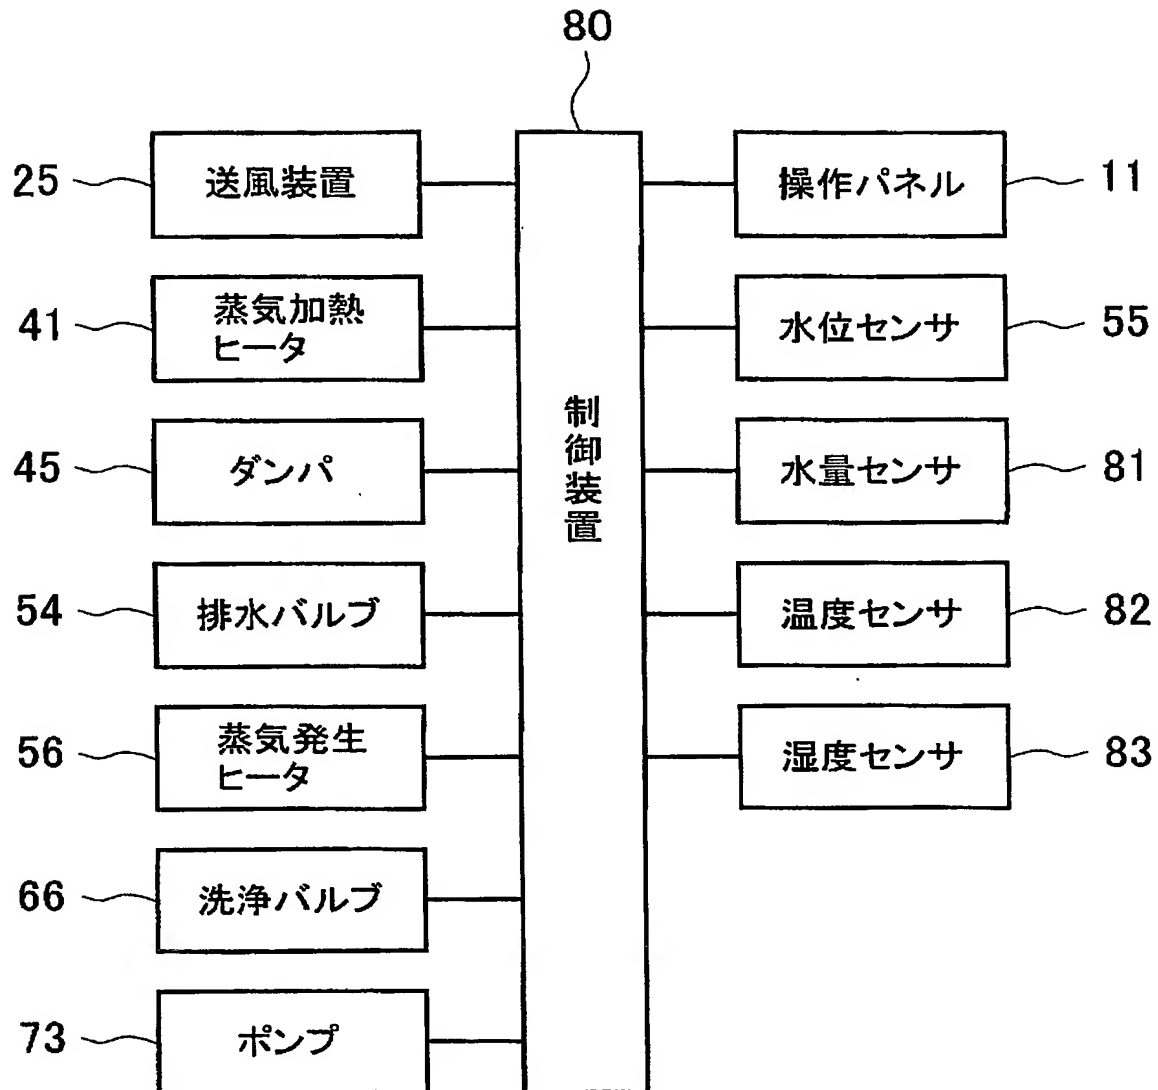 80
25
送風装置
操作パネル
11
41
蒸気加熱
ヒータ
水位センサ
55
制御装置
45
ダンパ
水量センサ
81
54
排水バルブ
温度センサ
82
56
蒸気発生
ヒータ
湿度センサ
83
66
洗浄バルブ
73
ポンプ